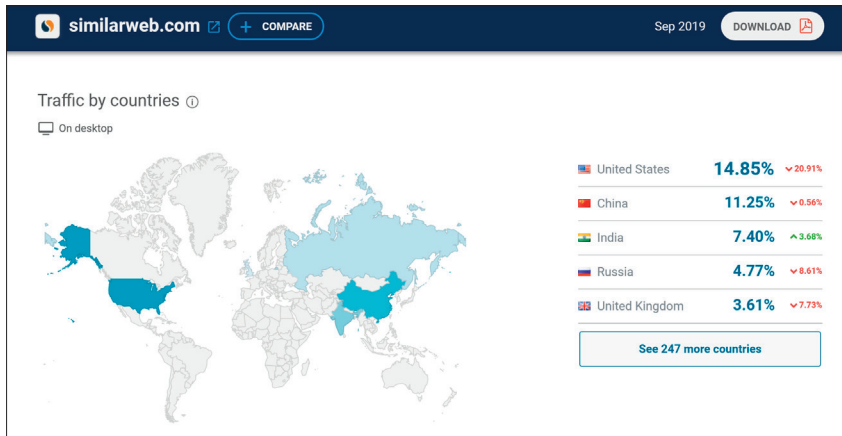 similarweb.com + COMPARE Sep 2019 DOWNLOAD
Traffic by countries
On desktop
United States 14.85% 20.91%
China 11.25% 0.56%
India 7.40% 3.68%
Russia 4.77% 8.61%
United Kingdom 3.61% 7.73%
See 247 more countries